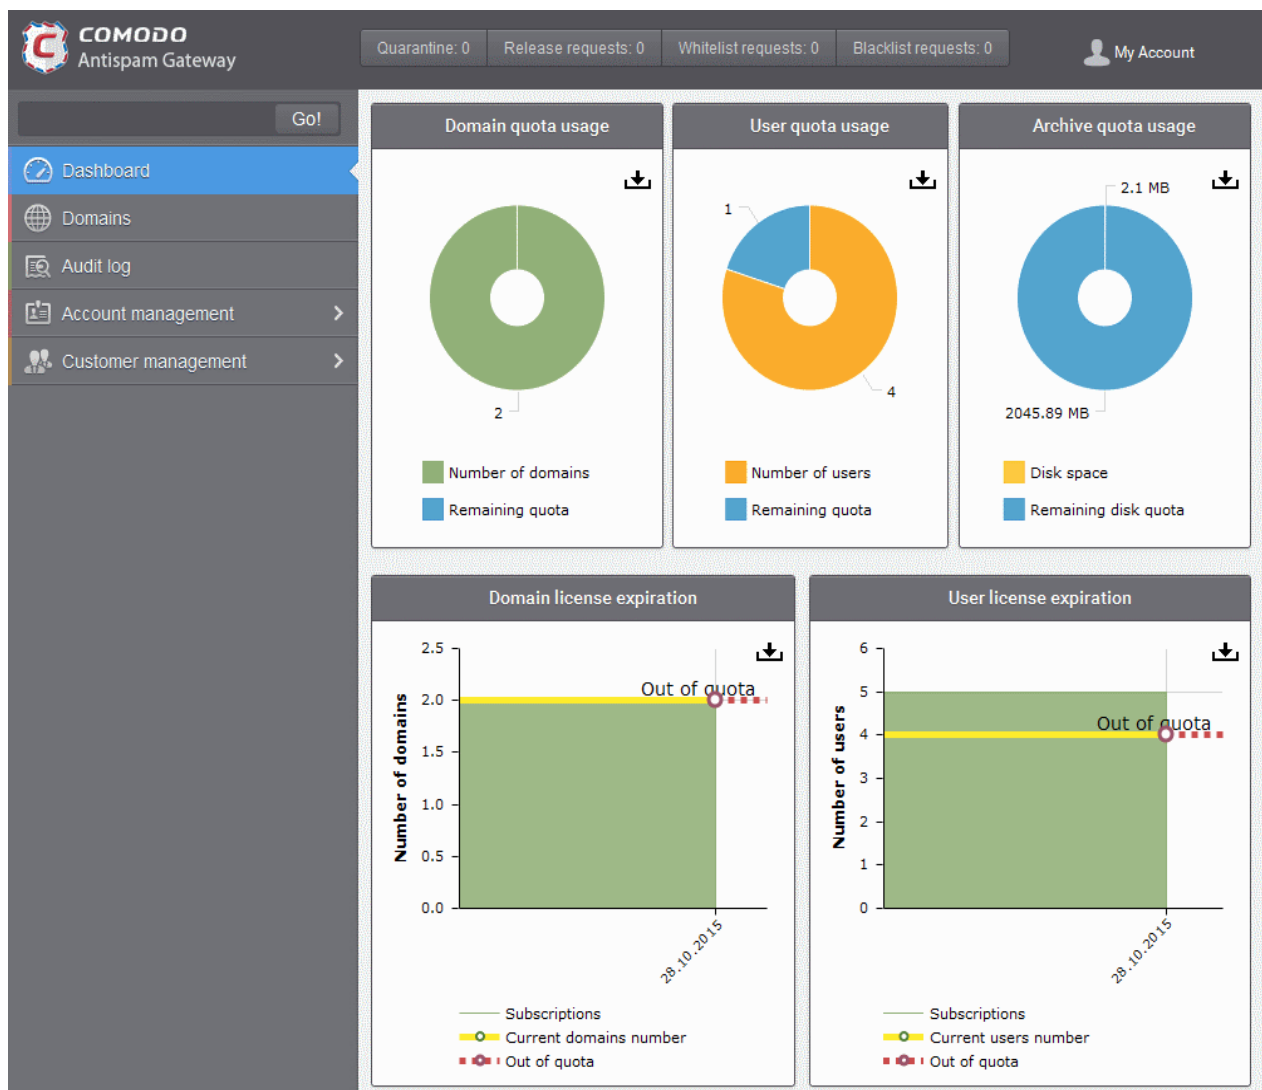 COMODO
Antispam Gateway
Quarantine: 0
Release requests: 0
Whitelist requests: 0
Blacklist requests: 0
My Account
Go!
Dashboard
Domains
Audit log
Account management
Customer management
Domain quota usage
2
Number of domains
Remaining quota
User quota usage
1
4
Number of users
Remaining quota
Archive quota usage
2.1 MB
2045.89 MB
Disk space
Remaining disk quota
Domain license expiration
Number of domains
2.5
2.0
1.5
1.0
0.5
0.0
Out of quota
28.10.2015
Subscriptions
Current domains number
Out of quota
User license expiration
Number of users
6
5
4
3
2
1
0
Out of quota
28.10.2015
Subscriptions
Current users number
Out of quota